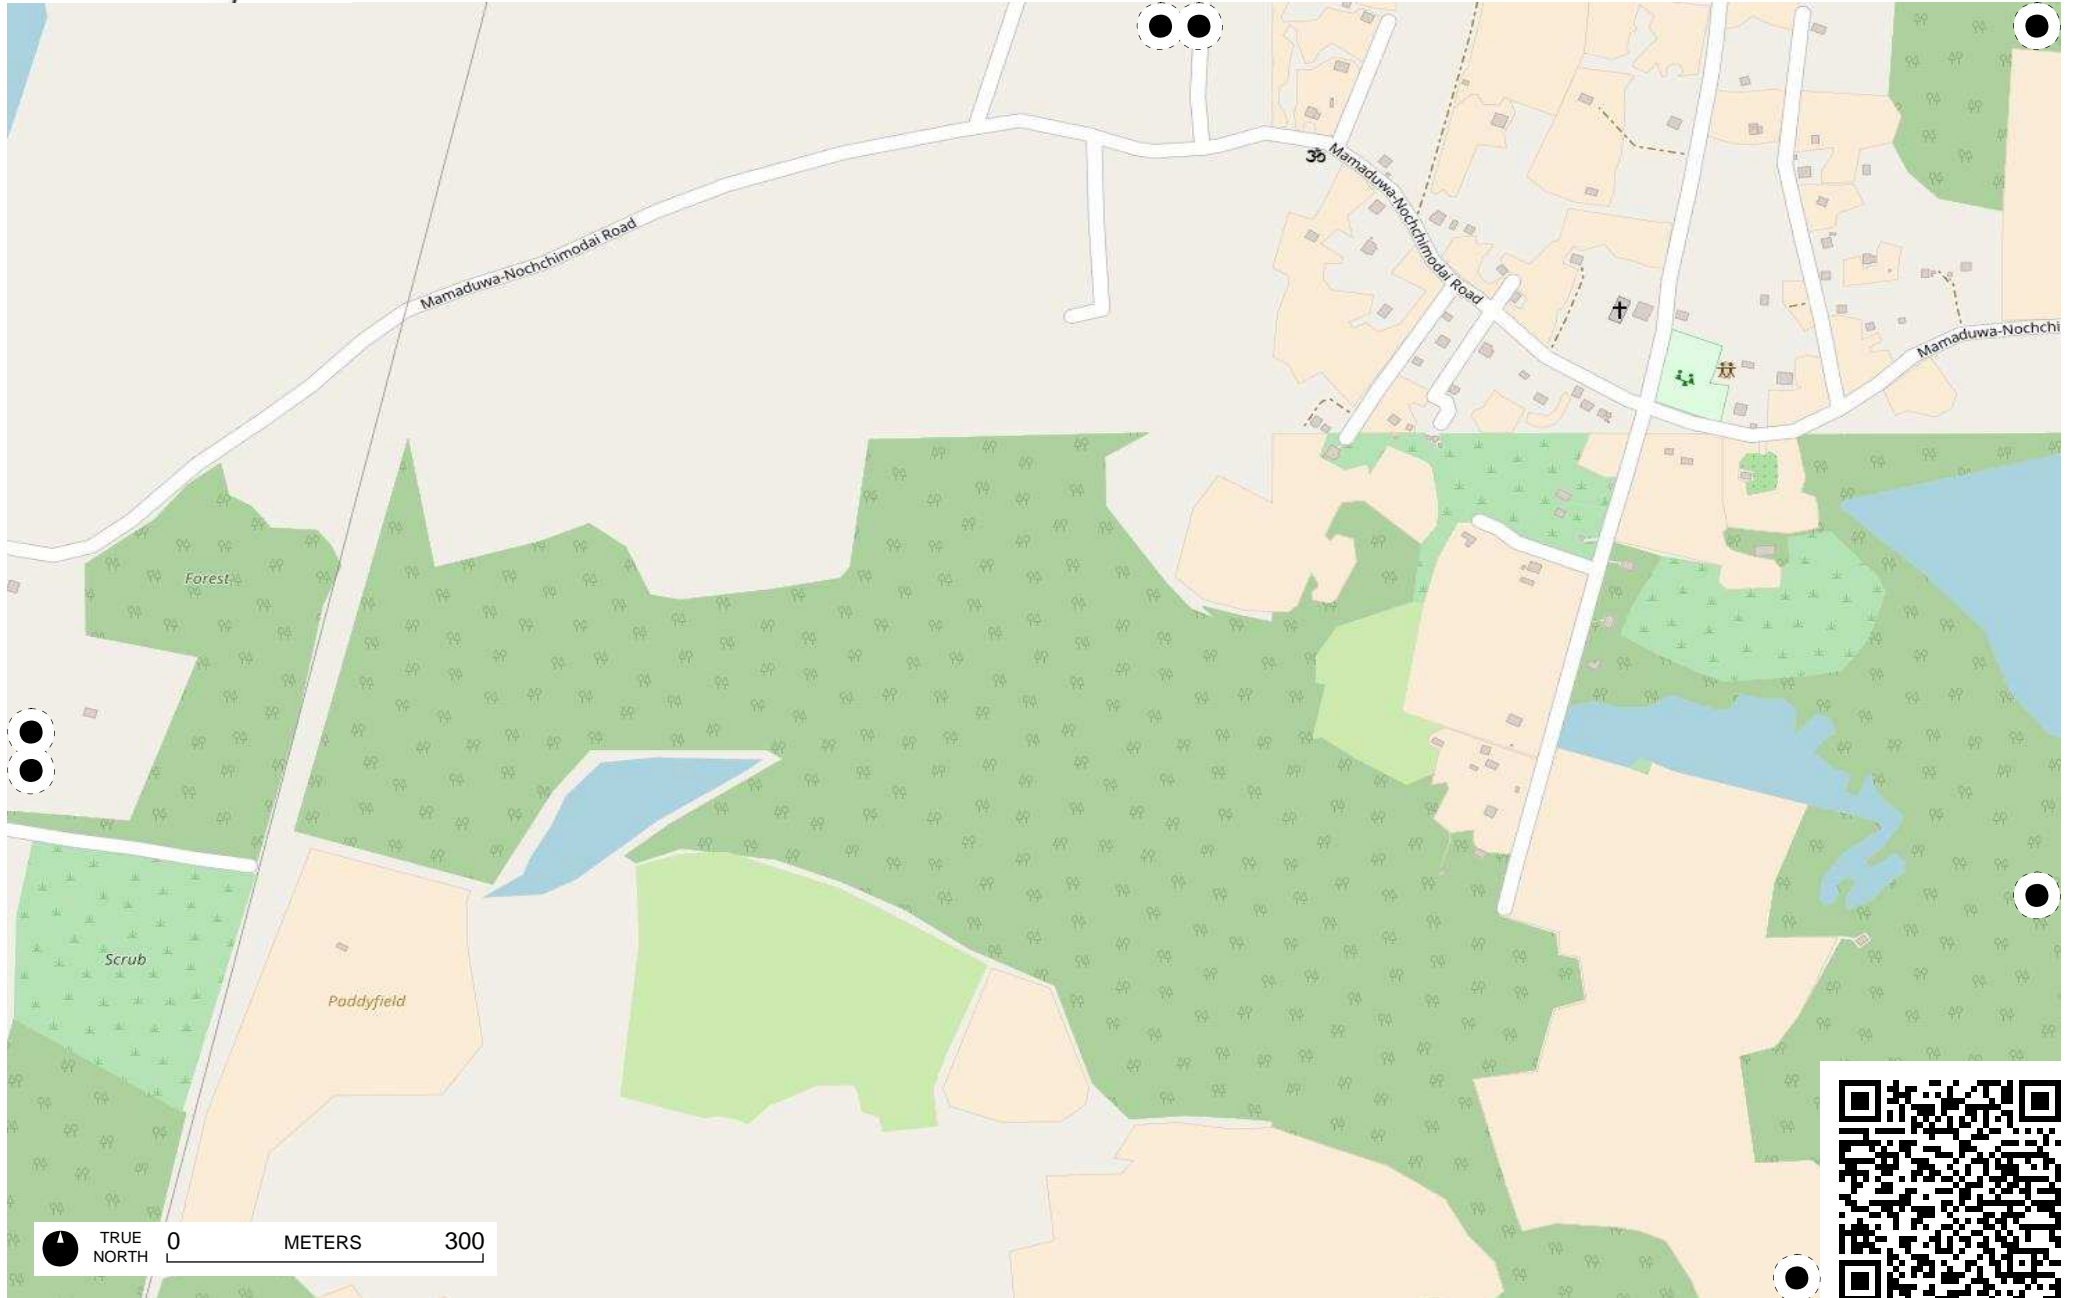 Mamaduwa-Nochchimodai Road
Mamaduwa-Nochchimodai Road
Mamaduwa-Nochchi
Forest
Scrub
Paddyfield
TRUE NORTH
0 METERS 300